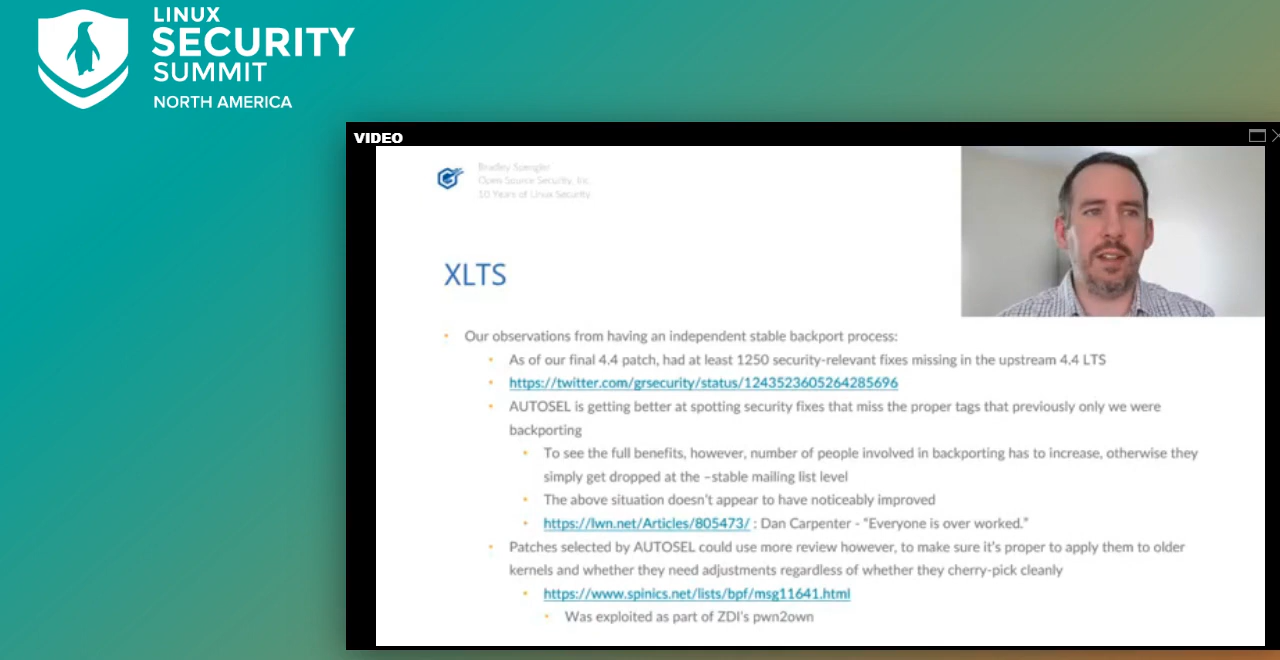 LINUX
SECURITY
SUMMIT
NORTH AMERICA
VIDEO
Bradley Spengler
Open Source Security, Inc.
10 Years of Linux Security
XLTS
Our observations from having an independent stable backport process:
As of our final 4.4 patch, had at least 1250 security-relevant fixes missing in the upstream 4.4 LTS
https://twitter.com/grsecurity/status/1243523605264285696
AUTOSEL is getting better at spotting security fixes that miss the proper tags that previously only we were
backporting
To see the full benefits, however, number of people involved in backporting has to increase, otherwise they
simply get dropped at the –stable mailing list level
The above situation doesn't appear to have noticeably improved
https://lwn.net/Articles/805473/ : Dan Carpenter - “Everyone is over worked.”
Patches selected by AUTOSEL could use more review however, to make sure it's proper to apply them to older
kernels and whether they need adjustments regardless of whether they cherry-pick cleanly
https://www.spinics.net/lists/bpf/msg11641.html
Was exploited as part of ZDI's pwn2own